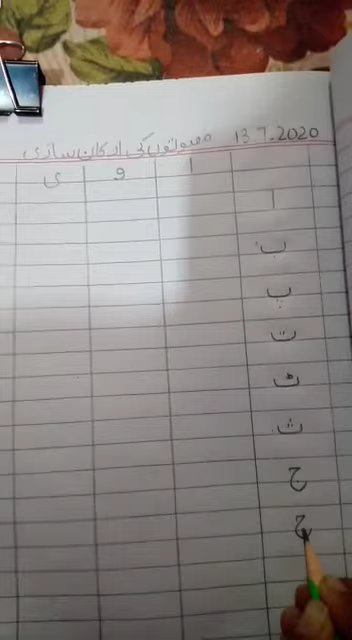 13.7.2020 مصوتوں کی ارکان سازی
ا و ی
ا
ب
پ
ت
ٹ
ث
ج
چ